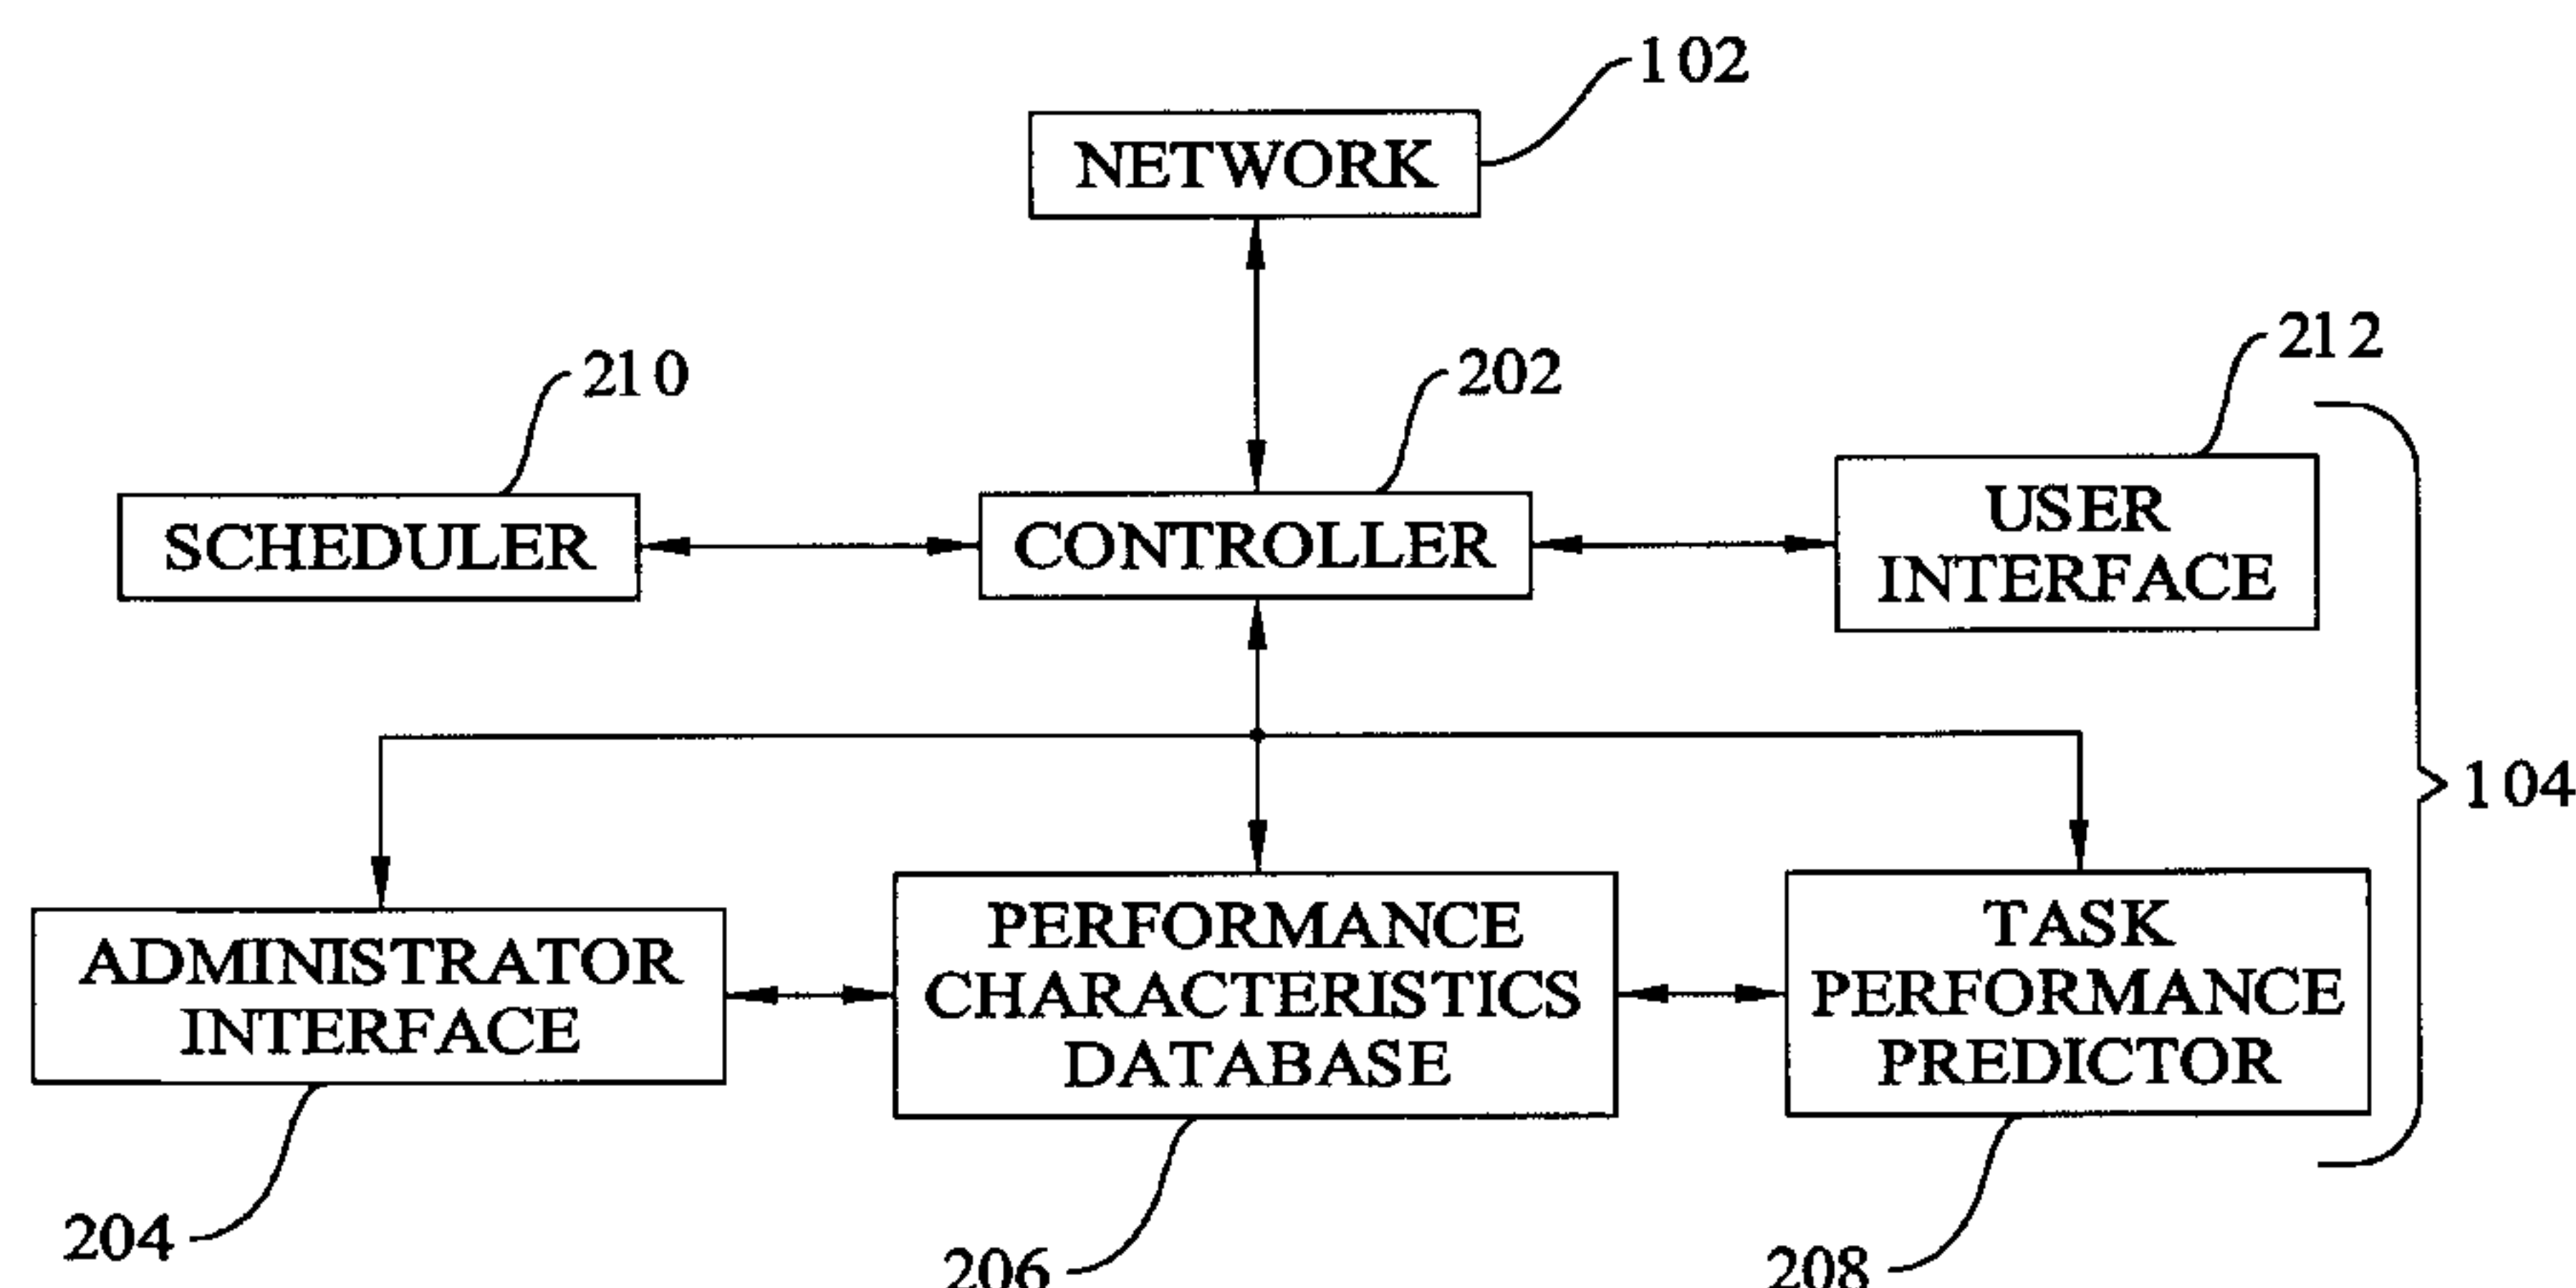 102
NETWORK
210
202
212
SCHEDULER
CONTROLLER
USER
INTERFACE
104
ADMINISTRATOR
INTERFACE
PERFORMANCE
CHARACTERISTICS
DATABASE
TASK
PERFORMANCE
PREDICTOR
204
206
208